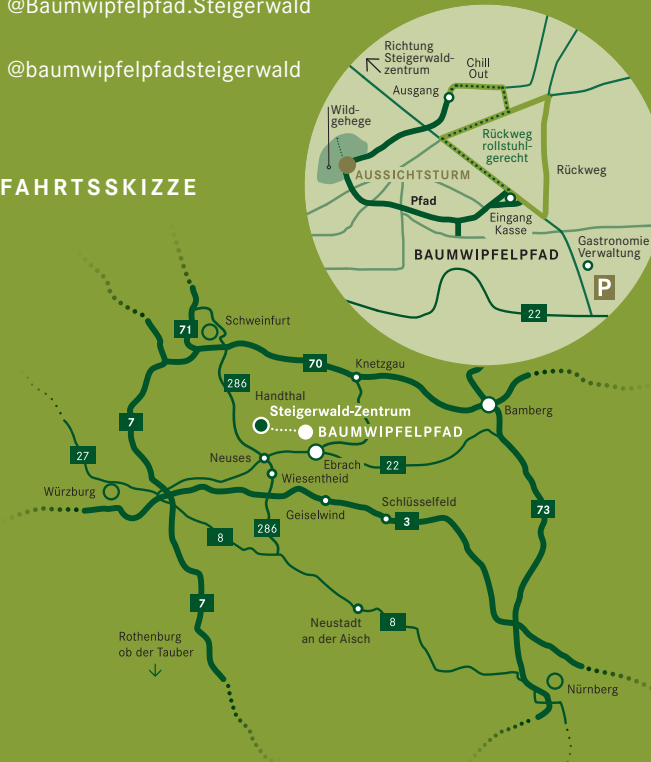 @Baumwipfelpfad.Steigerwald
@baumwipfelpfadsteigerwald
FAHRTSSKIZZE
Richtung
Steigerwald-
zentrum
Chill
Out
Ausgang
Wild-
gehege
Rückweg
rollstuhl-
gerecht
Rückweg
AUSSICHTSTURM
Pfad
Eingang
Kasse
Gastronomie
Verwaltung
BAUMWIPFELPFAD
P
22
71
Schweinfurt
70
Knetzgau
286
Handthal
Steigerwald-Zentrum
BAUMWIPFELPFAD
Bamberg
7
27
Neuses
Ebrach
22
Wiesentheid
Würzburg
Geiselwind
Schlüsselfeld
3
73
286
8
7
Neustadt
an der Aisch
8
Rothenburg
ob der Tauber
Nürnberg